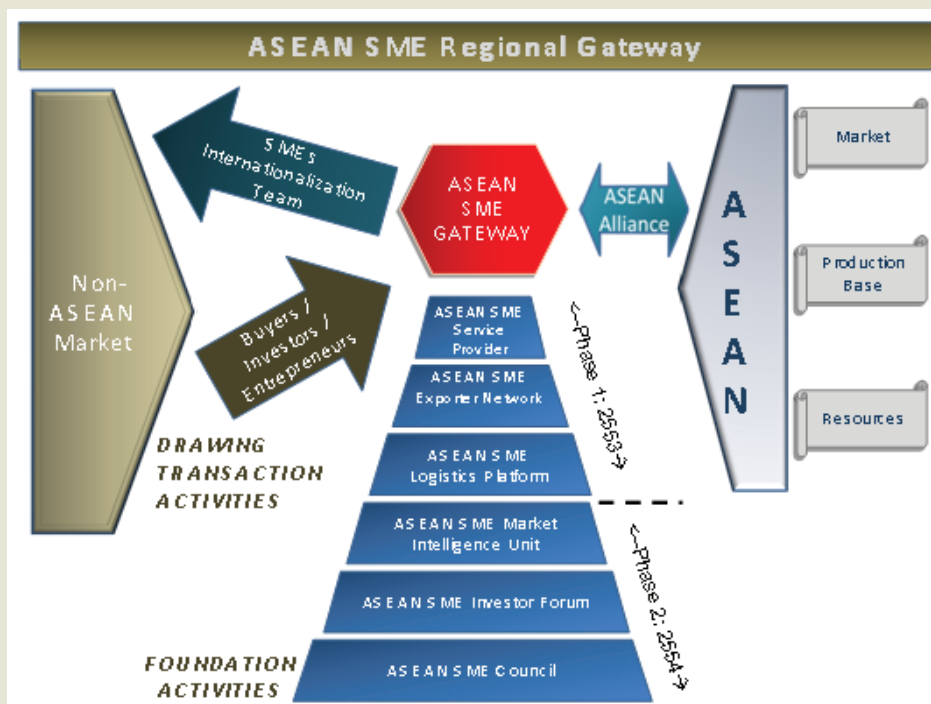 ASEAN SME Regional Gateway
SMEs
Internationalization
Team
Non-
ASEAN
Market
Buyers /
Investors /
Entrepreneurs
DRAWING
TRANSACTION
ACTIVITIES
FOUNDATION
ACTIVITIES
ASEAN
SME
GATEWAY
ASEAN SME
Service
Provider
ASEAN SME
Exporter Network
ASEAN SME
Logistics Platform
ASEAN SME Market
Intelligence Unit
ASEAN SME Investor Forum
ASEAN SME Council
<--Phase 1: 2553->
<--Phase 2: 2554->
ASEAN
Alliance
A
S
E
A
N
Market
Production
Base
Resources